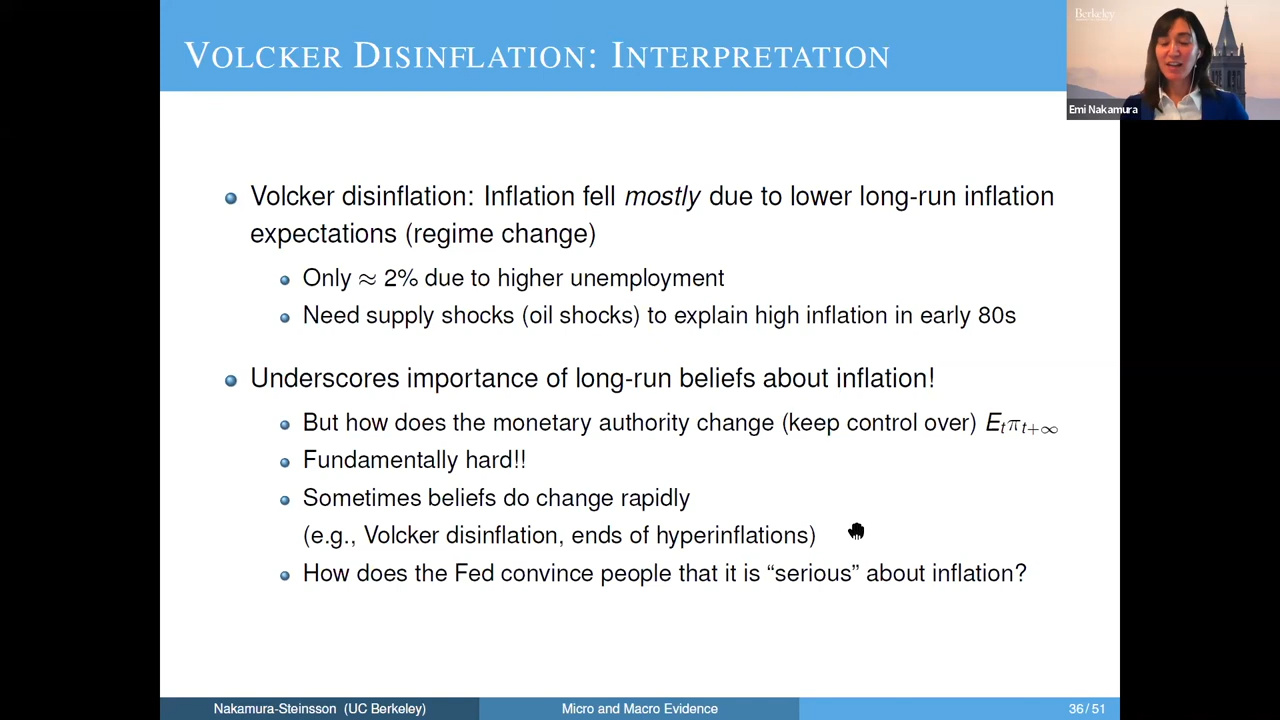 VOLCKER DISINFLATION: INTERPRETATION
Berkeley
Emi Nakamura
Volcker disinflation: Inflation fell mostly due to lower long-run inflation
expectations (regime change)
Only ≈ 2% due to higher unemployment
Need supply shocks (oil shocks) to explain high inflation in early 80s
Underscores importance of long-run beliefs about inflation!
But how does the monetary authority change (keep control over) Eₜπₜ₊∞
Fundamentally hard!!
Sometimes beliefs do change rapidly
(e.g., Volcker disinflation, ends of hyperinflations)
How does the Fed convince people that it is “serious” about inflation?
Nakamura-Steinsson (UC Berkeley)
Micro and Macro Evidence
36 / 51